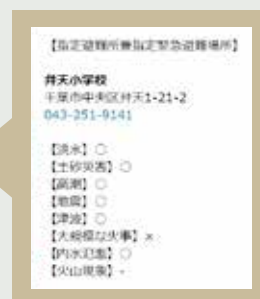 【指定避難所兼指定緊急避難場所】
弁天小学校
千葉市中央区弁天1-21-2
043-251-9141
【洪水】○
【土砂災害】○
【高潮】○
【地震】○
【津波】○
【大規模な火事】×
【内水氾濫】○
【火山現象】-